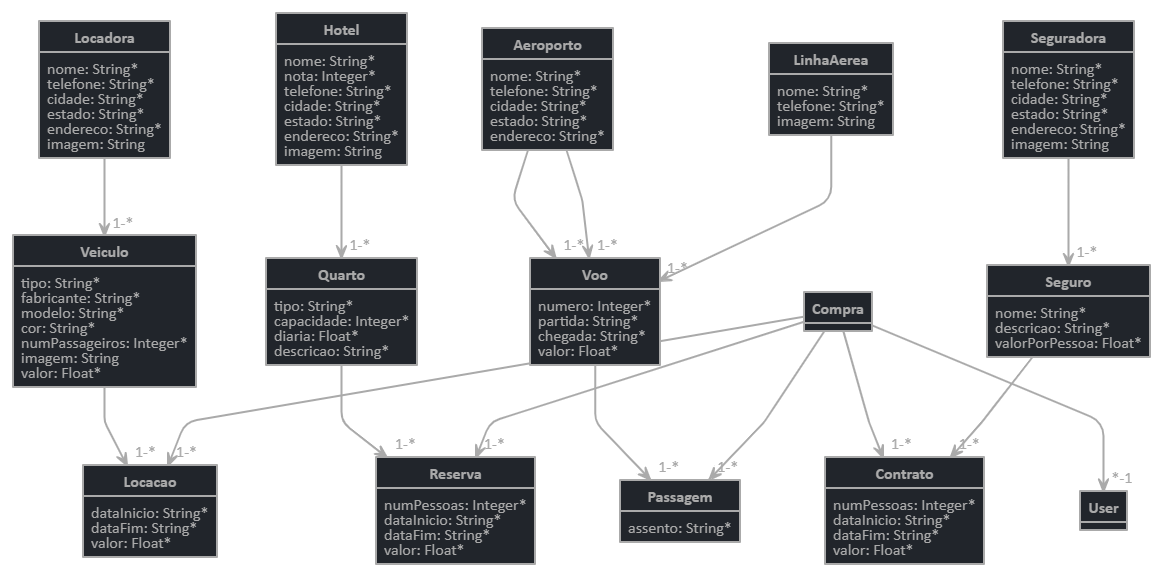 Locadora
nome: String*
telefone: String*
cidade: String*
estado: String*
endereco: String*
imagem: String
Hotel
nome: String*
nota: Integer*
telefone: String*
cidade: String*
estado: String*
endereco: String*
imagem: String
Aeroporto
nome: String*
telefone: String*
cidade: String*
estado: String*
endereco: String*
LinhaAerea
nome: String*
telefone: String*
imagem: String
Seguradora
nome: String*
telefone: String*
cidade: String*
estado: String*
endereco: String*
imagem: String
1-*
1-*
1-*
1-*
1-*
1-*
Veiculo
tipo: String*
fabricante: String*
modelo: String*
cor: String*
numPassageiros: Integer*
imagem: String
valor: Float*
Quarto
tipo: String*
capacidade: Integer*
diaria: Float*
descricao: String*
Voo
numero: Integer*
partida: String*
chegada: String*
valor: Float*
Compra
Seguro
nome: String*
descricao: String*
valorPorPessoa: Float*
1-*
1-*
1-*
1-*
1-*
1-*
1-*
1-*
*-1
Locacao
dataInicio: String*
dataFim: String*
valor: Float*
Reserva
numPessoas: Integer*
dataInicio: String*
dataFim: String*
valor: Float*
Passagem
assento: String*
Contrato
numPessoas: Integer*
dataInicio: String*
dataFim: String*
valor: Float*
User